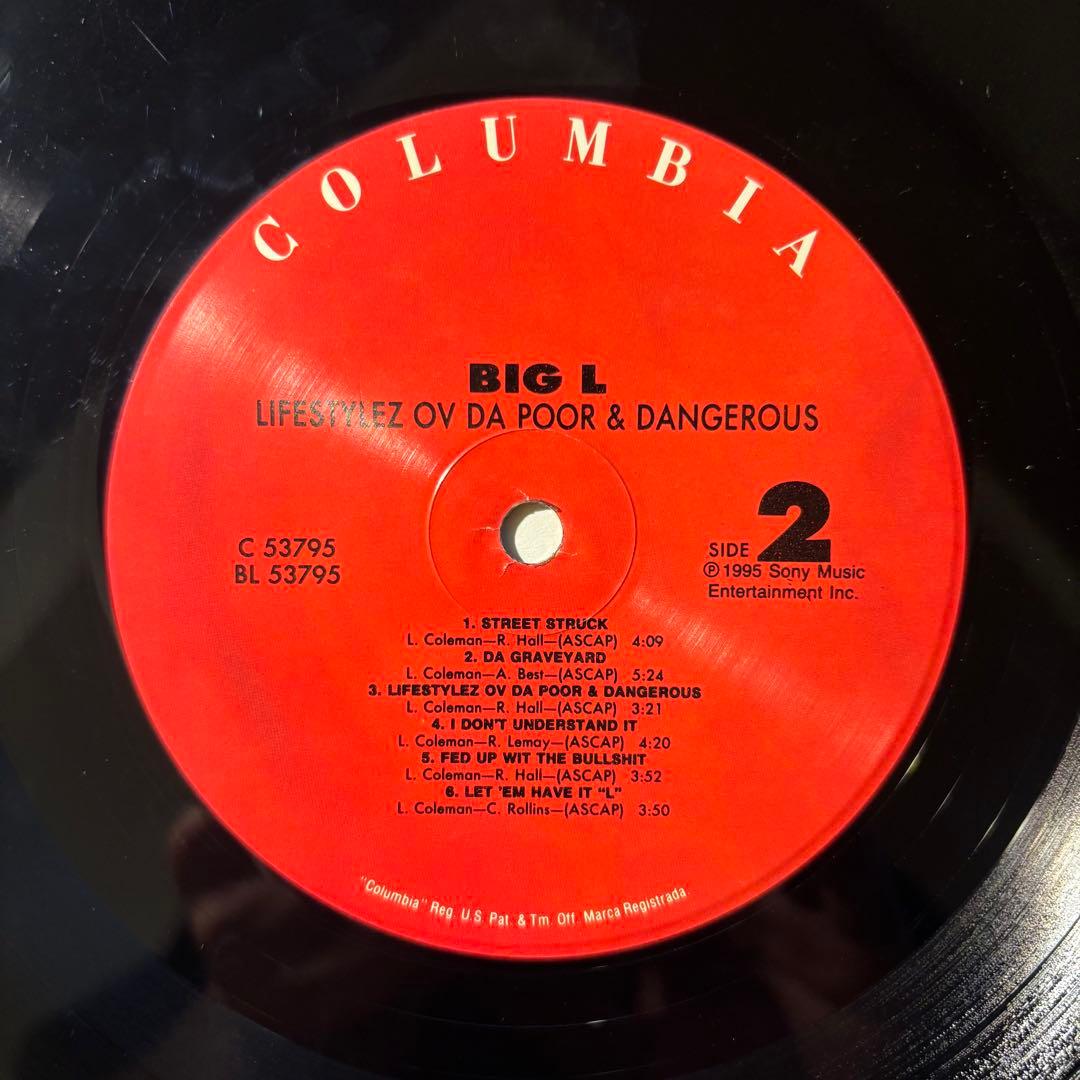 COLUMBIA
BIG L
LIFESTYLEZ OV DA POOR & DANGEROUS
C 53795
BL 53795
SIDE 2
℗ 1995 Sony Music
Entertainment Inc.
1. STREET STRUCK
L. Coleman—R. Hall—(ASCAP) 4:09
2. DA GRAVEYARD
L. Coleman—A. Best—(ASCAP) 5:24
3. LIFESTYLEZ OV DA POOR & DANGEROUS
L. Coleman—R. Hall—(ASCAP) 3:21
4. I DON'T UNDERSTAND IT
L. Coleman—R. Lemay—(ASCAP) 4:20
5. FED UP WIT THE BULLSHIT
L. Coleman—R. Hall—(ASCAP) 3:52
6. LET 'EM HAVE IT “L”
L. Coleman—C. Rollins—(ASCAP) 3:50
"Columbia" Reg. U.S. Pat. & Tm. Off. Marca Registrada